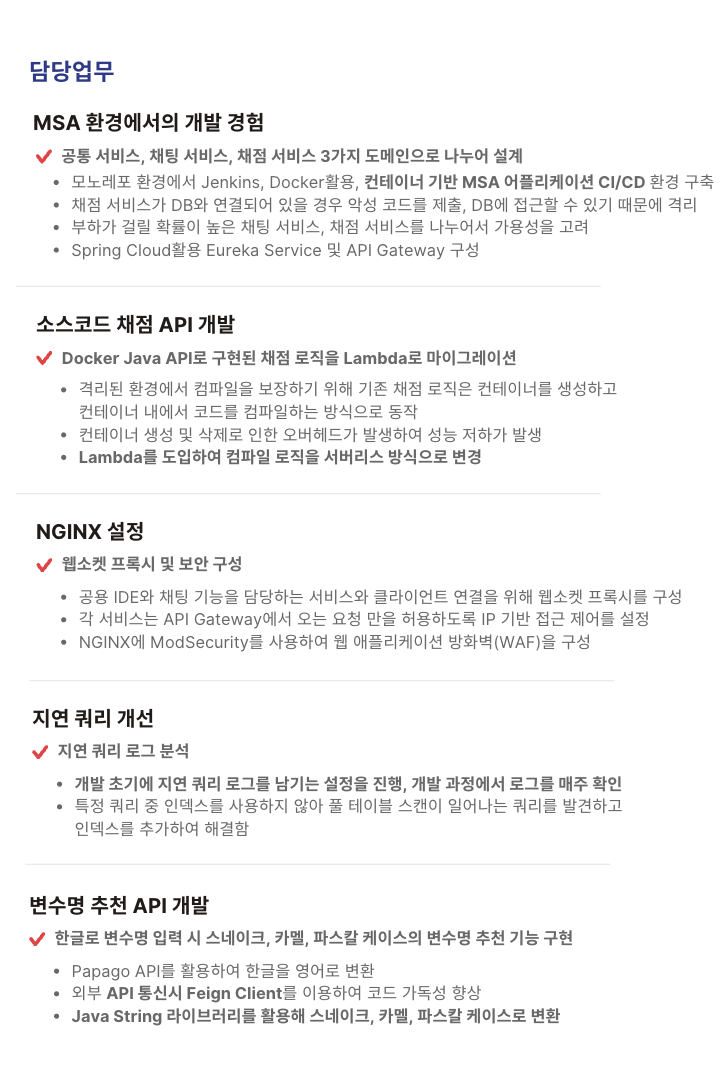 담당업무
MSA 환경에서의 개발 경험
공통 서비스, 채팅 서비스, 채점 서비스 3가지 도메인으로 나누어 설계
• 모노레포 환경에서 Jenkins, Docker활용, 컨테이너 기반 MSA 어플리케이션 CI/CD 환경 구축
• 채점 서비스가 DB와 연결되어 있을 경우 악성 코드를 제출, DB에 접근할 수 있기 때문에 격리
• 부하가 걸릴 확률이 높은 채팅 서비스, 채점 서비스를 나누어서 가용성을 고려
• Spring Cloud활용 Eureka Service 및 API Gateway 구성
소스코드 채점 API 개발
Docker Java API로 구현된 채점 로직을 Lambda로 마이그레이션
• 격리된 환경에서 컴파일을 보장하기 위해 기존 채점 로직은 컨테이너를 생성하고
컨테이너 내에서 코드를 컴파일하는 방식으로 동작
• 컨테이너 생성 및 삭제로 인한 오버헤드가 발생하여 성능 저하가 발생
• Lambda를 도입하여 컴파일 로직을 서버리스 방식으로 변경
NGINX 설정
웹소켓 프록시 및 보안 구성
• 공용 IDE와 채팅 기능을 담당하는 서비스와 클라이언트 연결을 위해 웹소켓 프록시를 구성
• 각 서비스는 API Gateway에서 오는 요청 만을 허용하도록 IP 기반 접근 제어를 설정
• NGINX에 ModSecurity를 사용하여 웹 애플리케이션 방화벽(WAF)을 구성
지연 쿼리 개선
지연 쿼리 로그 분석
• 개발 초기에 지연 쿼리 로그를 남기는 설정을 진행, 개발 과정에서 로그를 매주 확인
• 특정 쿼리 중 인덱스를 사용하지 않아 풀 테이블 스캔이 일어나는 쿼리를 발견하고
인덱스를 추가하여 해결함
변수명 추천 API 개발
한글로 변수명 입력 시 스네이크, 카멜, 파스칼 케이스의 변수명 추천 기능 구현
• Papago API를 활용하여 한글을 영어로 변환
• 외부 API 통신시 Feign Client를 이용하여 코드 가독성 향상
• Java String 라이브러리를 활용해 스네이크, 카멜, 파스칼 케이스로 변환